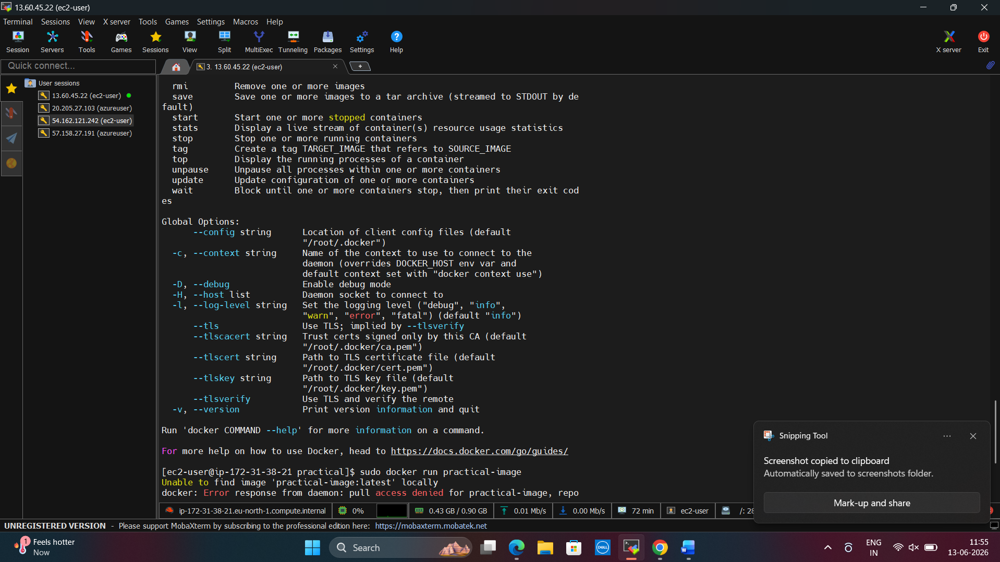 13.60.45.22 (ec2-user)
Terminal Sessions View X server Tools Games Settings Macros Help
Session Servers Tools Games Sessions View Split MultiExec Tunneling Packages Settings Help X server Exit
Quick connect...
3. 13.60.45.22 (ec2-user)
User sessions
13.60.45.22 (ec2-user)
20.205.27.103 (azureuser)
54.162.121.242 (ec2-user)
57.158.27.191 (azureuser)
rmi Remove one or more images
save Save one or more images to a tar archive (streamed to STDOUT by de
fault)
start Start one or more stopped containers
stats Display a live stream of container(s) resource usage statistics
stop Stop one or more running containers
tag Create a tag TARGET_IMAGE that refers to SOURCE_IMAGE
top Display the running processes of a container
unpause Unpause all processes within one or more containers
update Update configuration of one or more containers
wait Block until one or more containers stop, then print their exit cod
es
Global Options:
--config string Location of client config files (default
"/root/.docker")
-c, --context string Name of the context to use to connect to the
daemon (overrides DOCKER_HOST env var and
default context set with "docker context use")
-D, --debug Enable debug mode
-H, --host list Daemon socket to connect to
-l, --log-level string Set the logging level ("debug", "info",
"warn", "error", "fatal") (default "info")
--tls Use TLS; implied by --tlsverify
--tlscacert string Trust certs signed only by this CA (default
"/root/.docker/ca.pem")
--tlscert string Path to TLS certificate file (default
"/root/.docker/cert.pem")
--tlskey string Path to TLS key file (default
"/root/.docker/key.pem")
--tlsverify Use TLS and verify the remote
-v, --version Print version information and quit
Run 'docker COMMAND --help' for more information on a command.
For more help on how to use Docker, head to https://docs.docker.com/go/guides/
[ec2-user@ip-172-31-38-21 practical]$ sudo docker run practical-image
Unable to find image 'practical-image:latest' locally
docker: Error response from daemon: pull access denied for practical-image, repo
Snipping Tool
Screenshot copied to clipboard
Automatically saved to screenshots folder.
Mark-up and share
ip-172-31-38-21.eu-north-1.compute.internal 0% 0.43 GB / 0.90 GB 0.01 Mb/s 0.00 Mb/s 72 min ec2-user /: 28
UNREGISTERED VERSION - Please support MobaXterm by subscribing to the professional edition here: https://mobaxterm.mobatek.net
1
Feels hotter
Now
Search
DELL
W
ENG
IN
11:55
13-06-2026